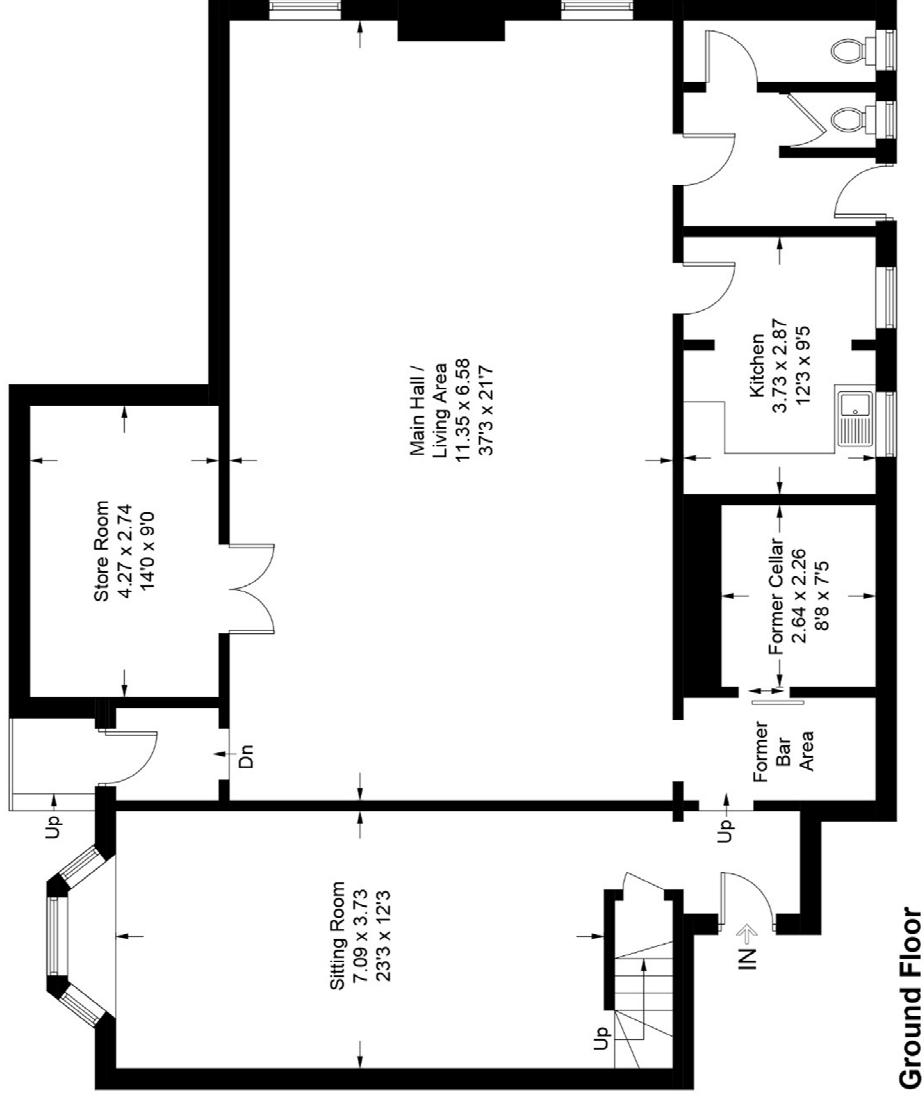 Store Room
4.27 x 2.74
14'0 x 9'0
Main Hall /
Living Area
11.35 x 6.58
37'3 x 21'7
Kitchen
3.73 x 2.87
12'3 x 9'5
Former Cellar
2.64 x 2.26
8'8 x 7'5
Former
Bar
Area
Dn
Up
Up
Sitting Room
7.09 x 3.73
23'3 x 12'3
Up
IN
Ground Floor